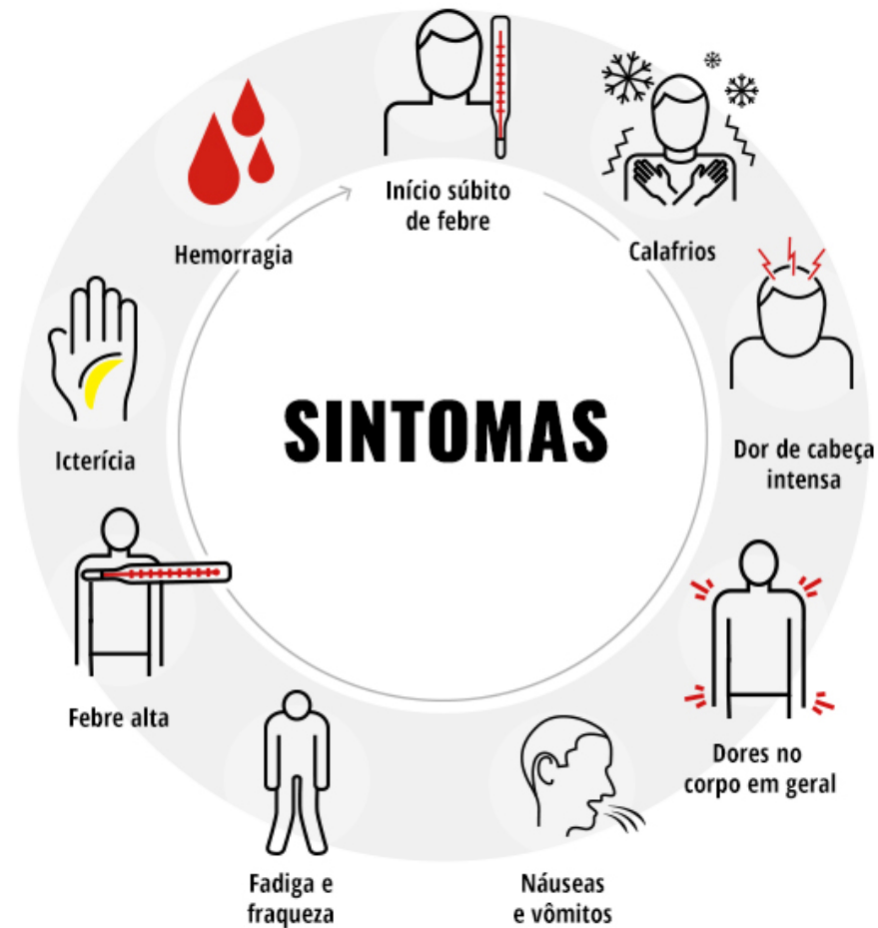 SINTOMAS
Início súbito
de febre
Calafrios
Dor de cabeça
intensa
Dores no
corpo em geral
Náuseas
e vômitos
Fadiga e
fraqueza
Febre alta
Icterícia
Hemorragia